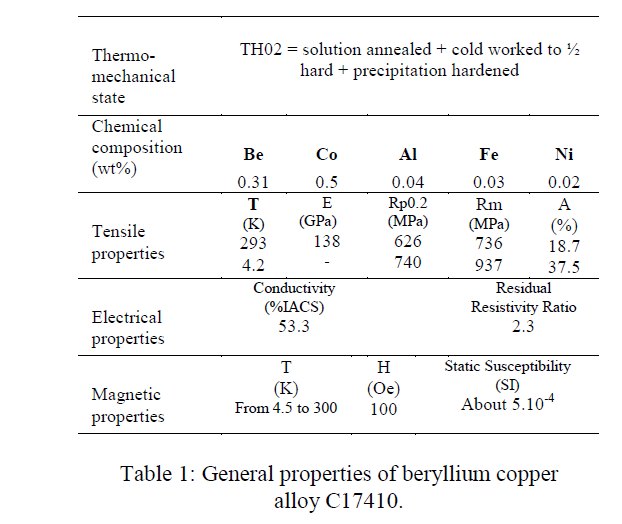 TH02 = solution annealed + cold worked to ½
hard + precipitation hardened
Thermo-
mechanical
state
Chemical
composition
(wt%)
Be Co Al Fe Ni
0.31 0.5 0.04 0.03 0.02
Tensile
properties
T E Rp0.2 Rm A
(K) (GPa) (MPa) (MPa) (%)
293 138 626 736 18.7
4.2 - 740 937 37.5
Electrical
properties
Conductivity
(%IACS)
53.3
Residual
Resistivity Ratio
2.3
Magnetic
properties
T H Static Susceptibility
(K) (Oe) (SI)
From 4.5 to 300 100 About 5.10-4
Table 1: General properties of beryllium copper
alloy C17410.